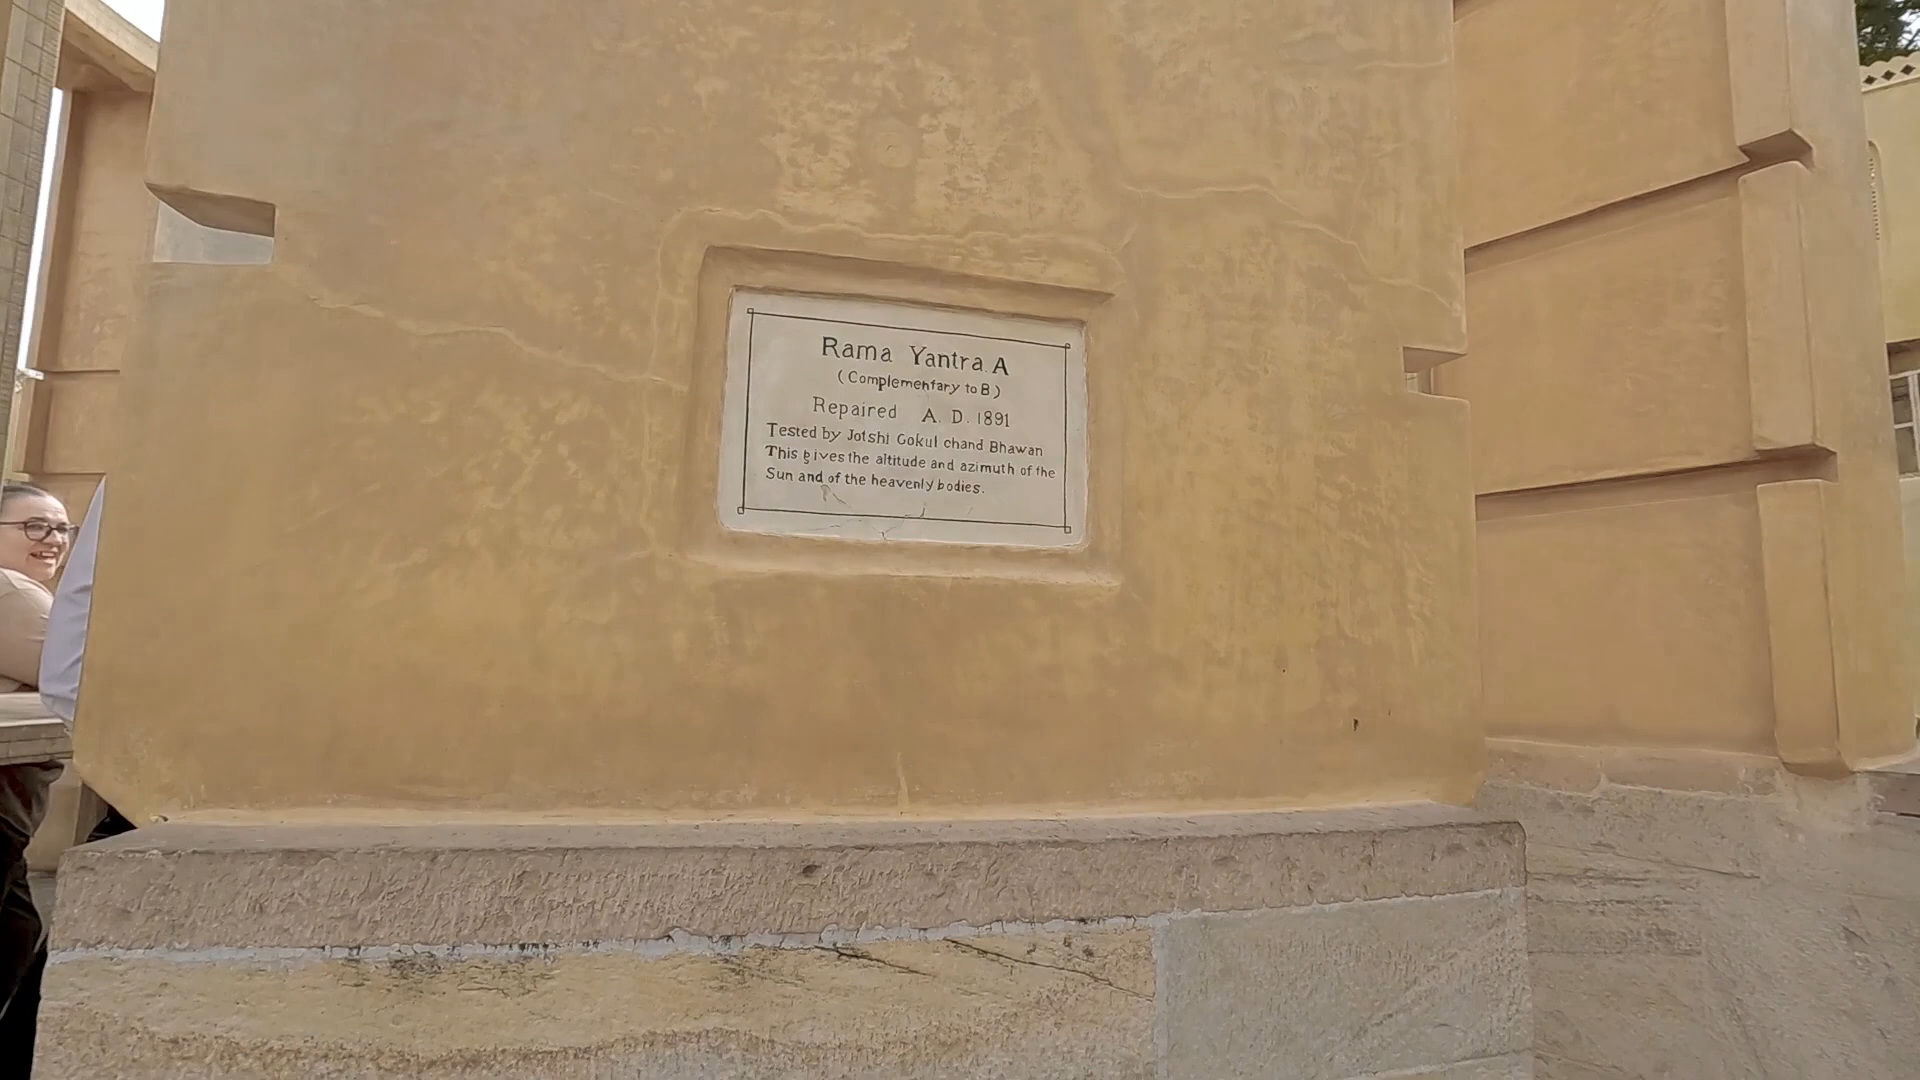 Rama Yantra A
(Complementary to B)
Repaired A. D. 1891
Tested by Jotshi Gokul chand Bhawan
This gives the altitude and azimuth of the
Sun and of the heavenly bodies.